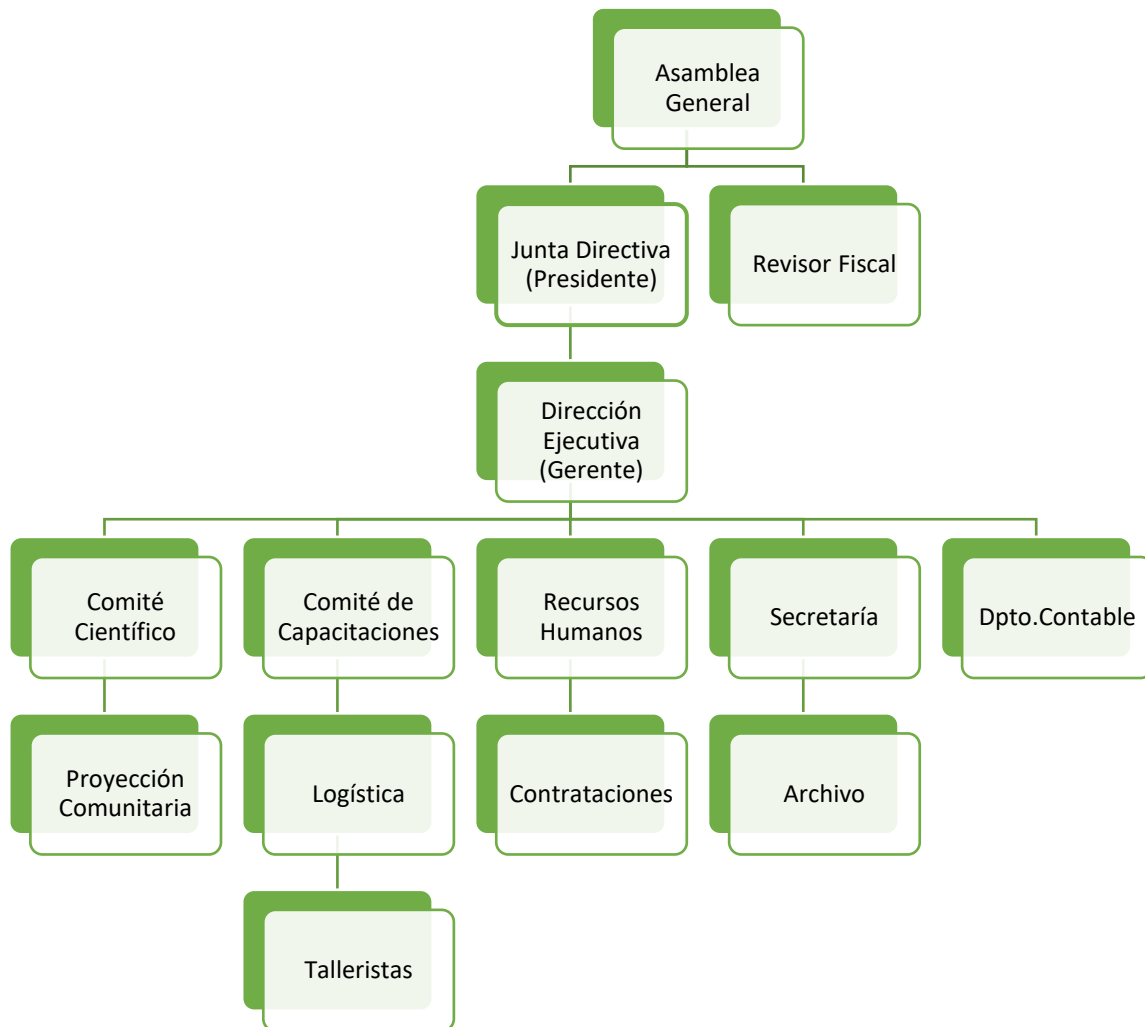 Asamblea
General
Junta Directiva
(Presidente)
Revisor Fiscal
Dirección
Ejecutiva
(Gerente)
Comité
Científico
Comité de
Capacitaciones
Recursos
Humanos
Secretaría
Dpto.Contable
Proyección
Comunitaria
Logística
Contrataciones
Archivo
Talleristas